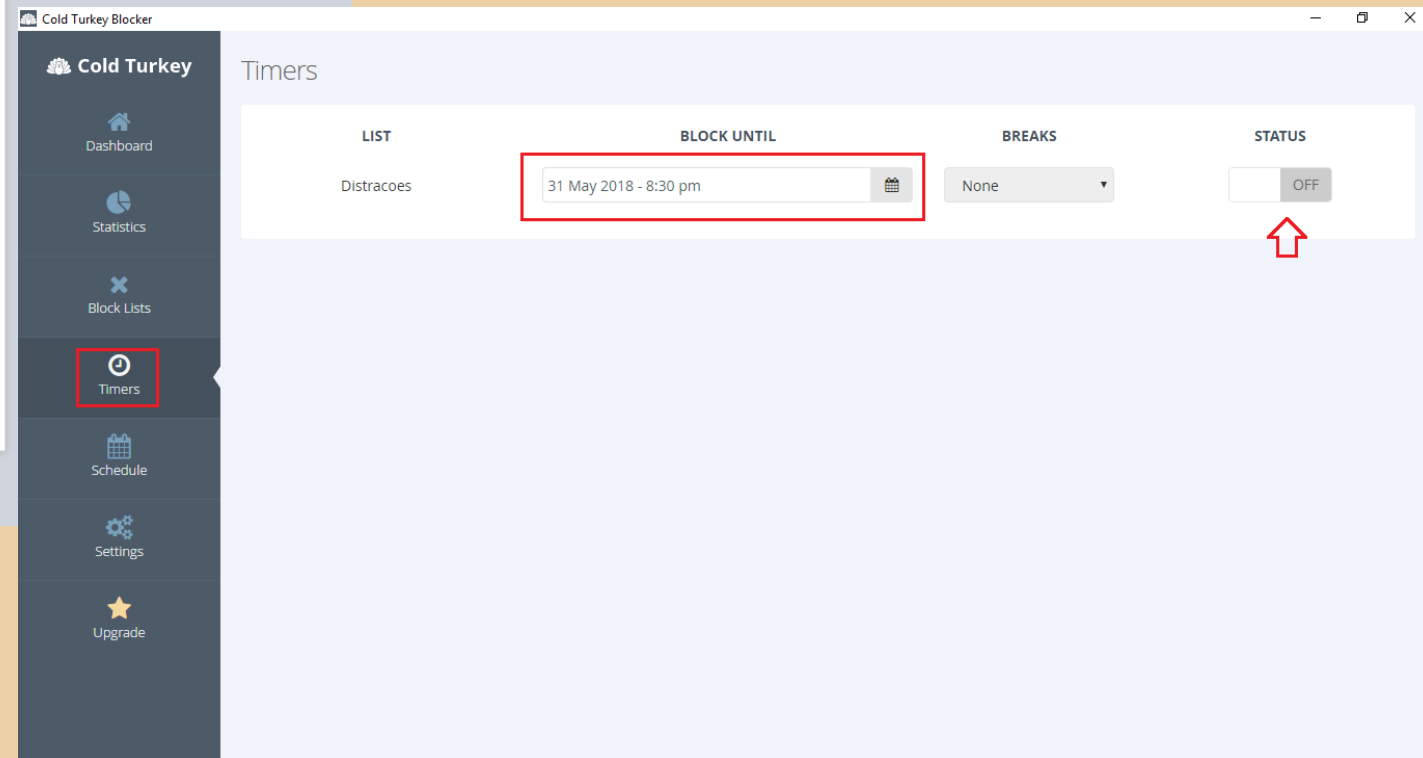 Cold Turkey Blocker
Cold Turkey
Dashboard
Statistics
Block Lists
Timers
Schedule
Settings
Upgrade
Timers
LIST BLOCK UNTIL BREAKS STATUS
Distracoes 31 May 2018 - 8:30 pm None OFF